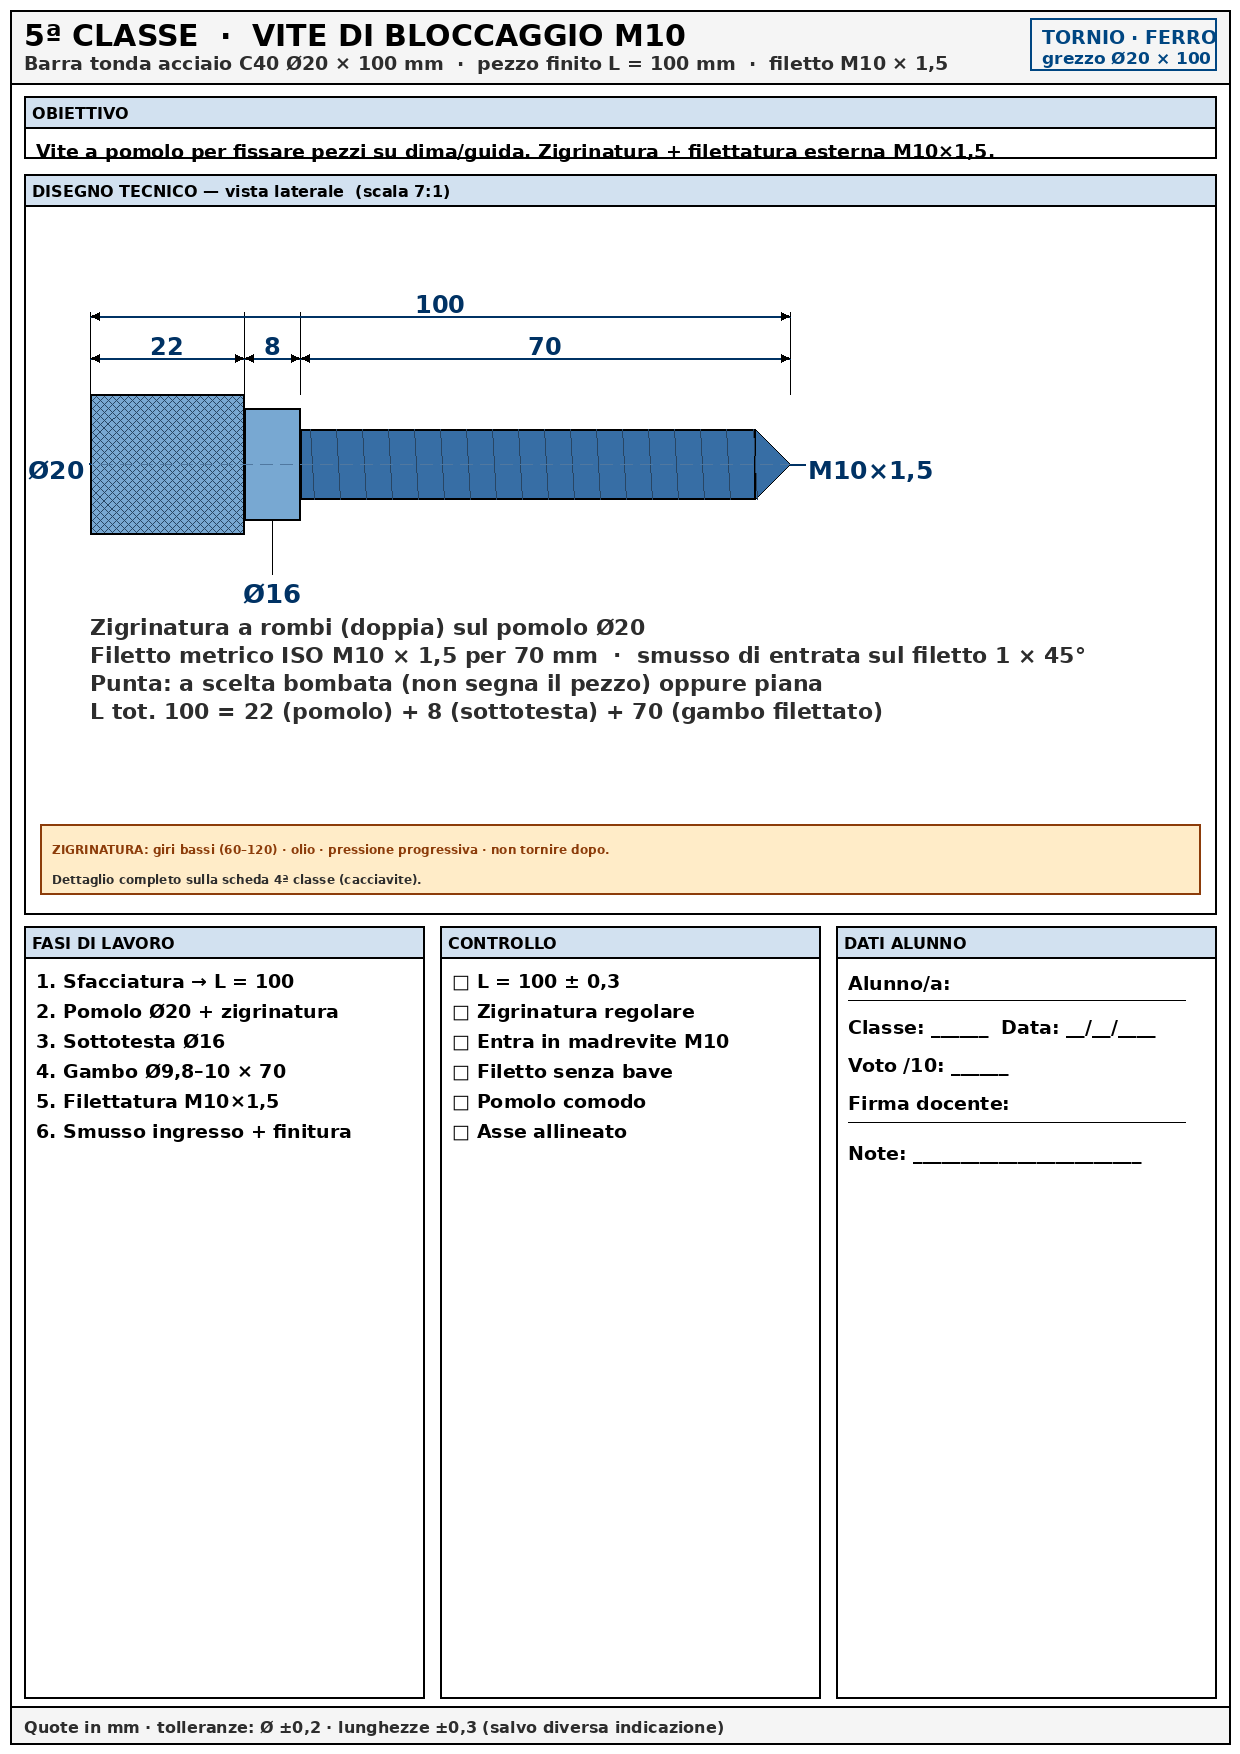 5ª CLASSE · VITE DI BLOCCAGGIO M10
Barra tonda acciaio C40 Ø20 × 100 mm · pezzo finito L = 100 mm · filetto M10 × 1,5
TORNIO · FERRO
grezzo Ø20 × 100
OBIETTIVO
Vite a pomolo per fissare pezzi su dima/guida. Zigrinatura + filettatura esterna M10×1,5.
DISEGNO TECNICO — vista laterale (scala 7:1)
100
22 8 70
Ø20
M10×1,5
Ø16
Zigrinatura a rombi (doppia) sul pomolo Ø20
Filetto metrico ISO M10 × 1,5 per 70 mm · smusso di entrata sul filetto 1 × 45°
Punta: a scelta bombata (non segna il pezzo) oppure piana
L tot. 100 = 22 (pomolo) + 8 (sottotesta) + 70 (gambo filettato)
ZIGRINATURA: giri bassi (60–120) · olio · pressione progressiva · non tornire dopo.
Dettaglio completo sulla scheda 4ª classe (cacciavite).
FASI DI LAVORO
1. Sfacciatura → L = 100
2. Pomolo Ø20 + zigrinatura
3. Sottotesta Ø16
4. Gambo Ø9,8–10 × 70
5. Filettatura M10×1,5
6. Smusso ingresso + finitura
CONTROLLO
□ L = 100 ± 0,3
□ Zigrinatura regolare
□ Entra in madrevite M10
□ Filetto senza bave
□ Pomolo comodo
□ Asse allineato
DATI ALUNNO
Alunno/a:
Classe: ______ Data: __/__/____
Voto /10: ______
Firma docente:
Note: ________________________
Quote in mm · tolleranze: Ø ±0,2 · lunghezze ±0,3 (salvo diversa indicazione)